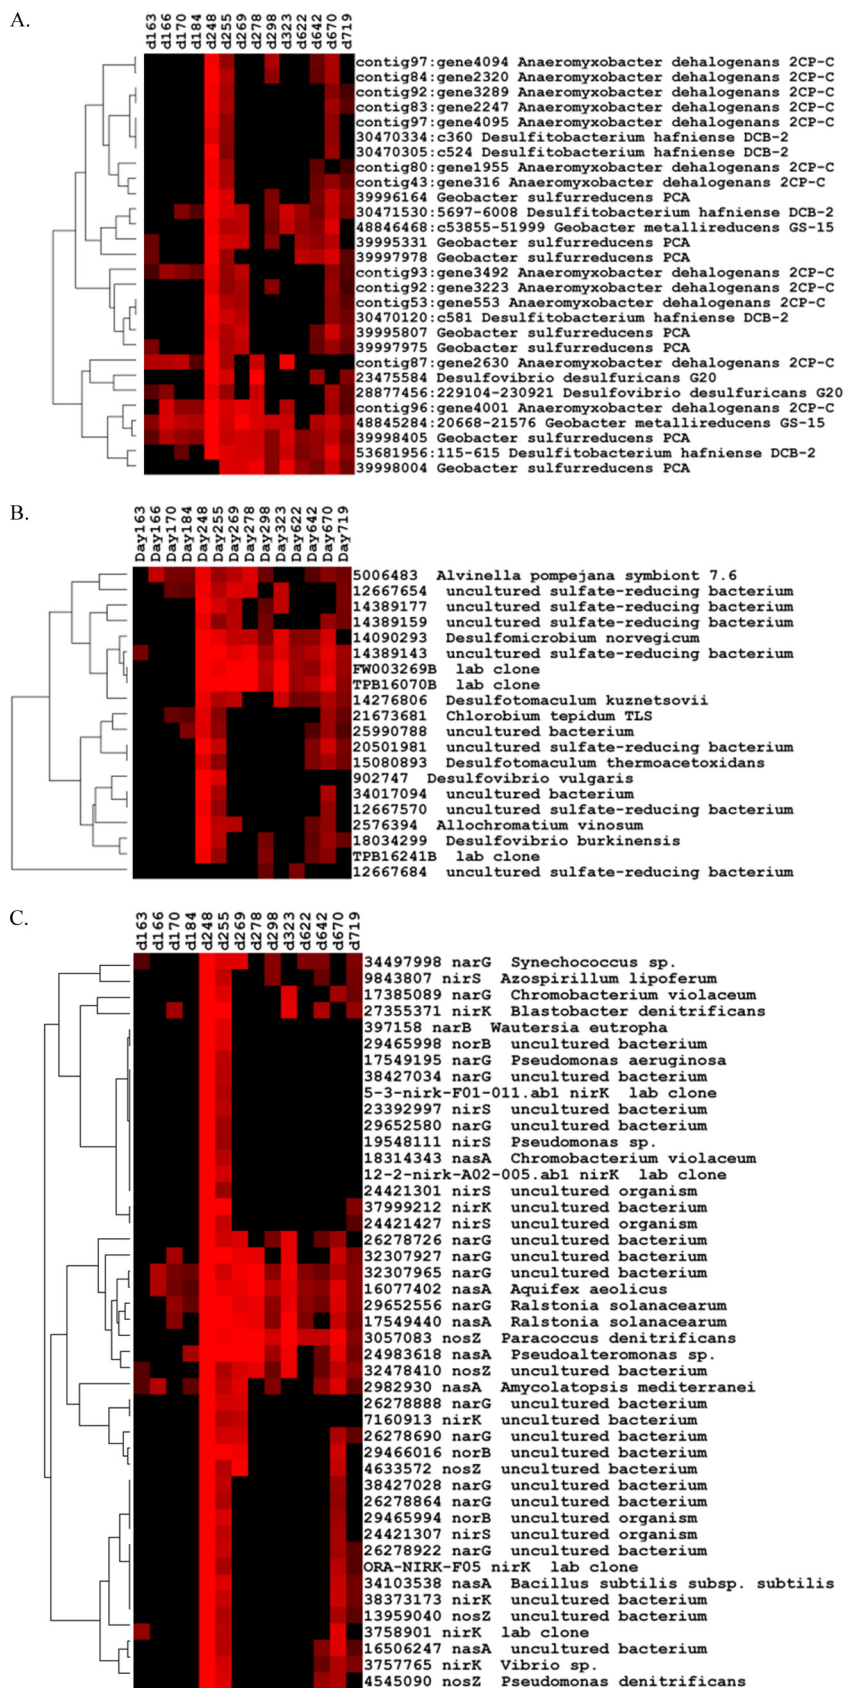 A.
d163 d166 d170 d184 d248 d255 d269 d278 d298 d323 d622 d642 d670 d719
contig97:gene4094 Anaeromyxobacter dehalogenans 2CP-C
contig84:gene2320 Anaeromyxobacter dehalogenans 2CP-C
contig92:gene3289 Anaeromyxobacter dehalogenans 2CP-C
contig83:gene2247 Anaeromyxobacter dehalogenans 2CP-C
contig97:gene4095 Anaeromyxobacter dehalogenans 2CP-C
30470334:c360 Desulfitobacterium hafniense DCB-2
30470305:c524 Desulfitobacterium hafniense DCB-2
contig80:gene1955 Anaeromyxobacter dehalogenans 2CP-C
contig43:gene316 Anaeromyxobacter dehalogenans 2CP-C
39996164 Geobacter sulfurreducens PCA
30471530:5697-6008 Desulfitobacterium hafniense DCB-2
48846468:c53855-51999 Geobacter metallireducens GS-15
39995331 Geobacter sulfurreducens PCA
39997978 Geobacter sulfurreducens PCA
contig93:gene3492 Anaeromyxobacter dehalogenans 2CP-C
contig92:gene3223 Anaeromyxobacter dehalogenans 2CP-C
contig53:gene553 Anaeromyxobacter dehalogenans 2CP-C
30470120:c581 Desulfitobacterium hafniense DCB-2
39995807 Geobacter sulfurreducens PCA
39997975 Geobacter sulfurreducens PCA
contig87:gene2630 Anaeromyxobacter dehalogenans 2CP-C
23475584 Desulfovibrio desulfuricans G20
28877456:229104-230921 Desulfovibrio desulfuricans G20
contig96:gene4001 Anaeromyxobacter dehalogenans 2CP-C
48845284:20668-21576 Geobacter metallireducens GS-15
39998405 Geobacter sulfurreducens PCA
53681956:115-615 Desulfitobacterium hafniense DCB-2
39998004 Geobacter sulfurreducens PCA
B.
Day163 Day166 Day170 Day184 Day248 Day255 Day269 Day278 Day298 Day323 Day622 Day642 Day670 Day719
5006483 Alvinella pompejana symbiont 7.6
12667654 uncultured sulfate-reducing bacterium
14389177 uncultured sulfate-reducing bacterium
14389159 uncultured sulfate-reducing bacterium
14090293 Desulfomicrobium norvegicum
14389143 uncultured sulfate-reducing bacterium
FW003269B lab clone
TPB16070B lab clone
14276806 Desulfotomaculum kuznetsovii
21673681 Chlorobium tepidum TLS
25990788 uncultured bacterium
20501981 uncultured sulfate-reducing bacterium
15080893 Desulfotomaculum thermoacetoxidans
902747 Desulfovibrio vulgaris
34017094 uncultured bacterium
12667570 uncultured sulfate-reducing bacterium
2576394 Allochromatium vinosum
18034299 Desulfovibrio burkinensis
TPB16241B lab clone
12667684 uncultured sulfate-reducing bacterium
C.
d163 d166 d170 d184 d248 d255 d269 d278 d298 d323 d622 d642 d670 d719
34497998 narG Synechococcus sp.
9843807 nirS Azospirillum lipoferum
17385089 narG Chromobacterium violaceum
27355371 nirK Blastobacter denitrificans
397158 narB Wautersia eutropha
29465998 norB uncultured bacterium
17549195 narG Pseudomonas aeruginosa
38427034 narG uncultured bacterium
5-3-nirk-F01-011.ab1 nirK lab clone
23392997 nirS uncultured bacterium
29652580 narG uncultured bacterium
19548111 nirS Pseudomonas sp.
18314343 nasA Chromobacterium violaceum
12-2-nirk-A02-005.ab1 nirK lab clone
24421301 nirS uncultured organism
37999212 nirK uncultured bacterium
24421427 nirS uncultured organism
26278726 narG uncultured bacterium
32307927 narG uncultured bacterium
32307965 narG uncultured bacterium
16077402 nasA Aquifex aeolicus
29652556 narG Ralstonia solanacearum
17549440 nasA Ralstonia solanacearum
3057083 nosZ Paracoccus denitrificans
24983618 nasA Pseudoalteromonas sp.
32478410 nosZ uncultured bacterium
2982930 nasA Amycolatopsis mediterranei
26278888 narG uncultured bacterium
7160913 nirK uncultured bacterium
26278690 narG uncultured bacterium
29466016 norB uncultured bacterium
4633572 nosZ uncultured bacterium
38427028 narG uncultured bacterium
26278864 narG uncultured bacterium
29465994 norB uncultured organism
24421307 nirS uncultured organism
26278922 narG uncultured bacterium
ORA-NIRK-F05 nirK lab clone
34103538 nasA Bacillus subtilis subsp. subtilis
38373173 nirK uncultured bacterium
13959040 nosZ uncultured bacterium
3758901 nirK lab clone
16506247 nasA uncultured bacterium
3757765 nirK Vibrio sp.
4545090 nosZ Pseudomonas denitrificans